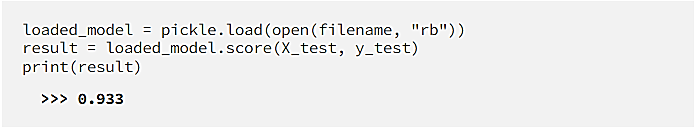 loaded_model = pickle.load(open(filename, "rb"))
result = loaded_model.score(X_test, y_test)
print(result)
>>> 0.933